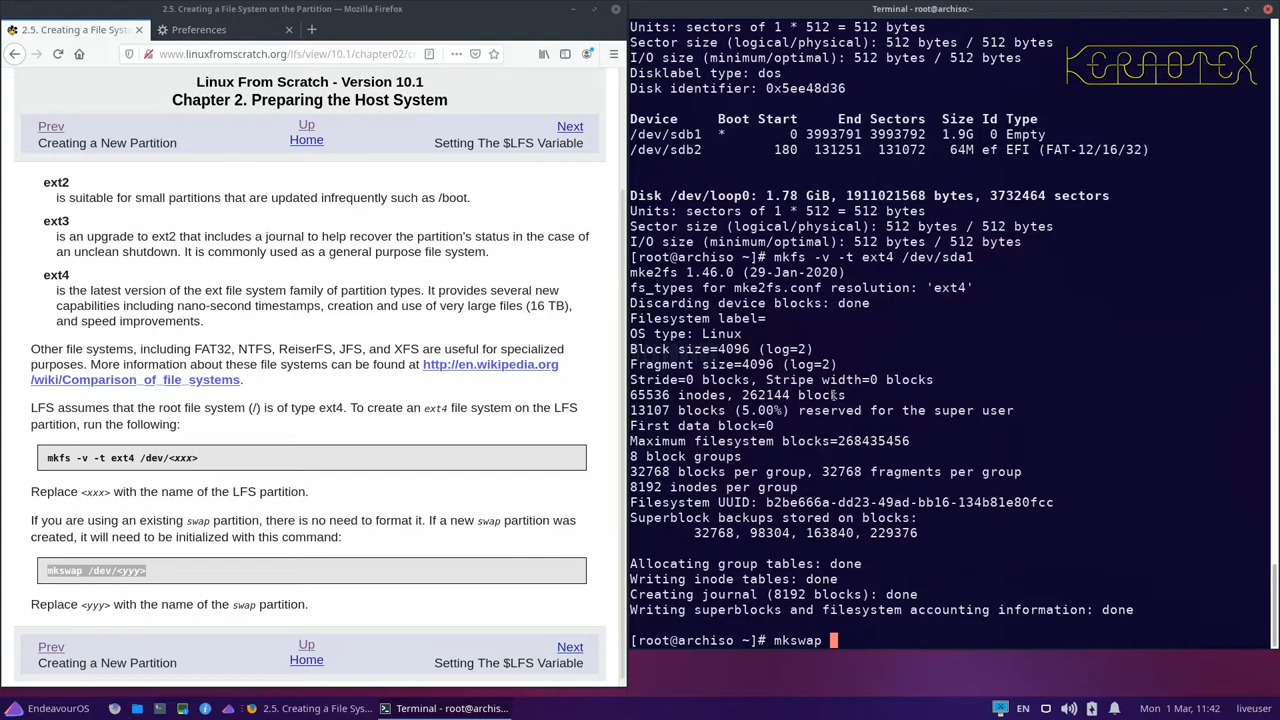 2.5. Creating a File System on the Partition - Mozilla Firefox
2.5. Creating a File Syste
Preferences
www.linuxfromscratch.org/lfs/view/10.1/chapter02/c
Linux From Scratch - Version 10.1
Chapter 2. Preparing the Host System
Prev
Up
Next
Creating a New Partition
Home
Setting The $LFS Variable
ext2
is suitable for small partitions that are updated infrequently such as /boot.
ext3
is an upgrade to ext2 that includes a journal to help recover the partition's status in the case of
an unclean shutdown. It is commonly used as a general purpose file system.
ext4
is the latest version of the ext file system family of partition types. It provides several new
capabilities including nano-second timestamps, creation and use of very large files (16 TB),
and speed improvements.
Other file systems, including FAT32, NTFS, ReiserFS, JFS, and XFS are useful for specialized
purposes. More information about these file systems can be found at http://en.wikipedia.org
/wiki/Comparison_of_file_systems.
LFS assumes that the root file system (/) is of type ext4. To create an ext4 file system on the LFS
partition, run the following:
mkfs -v -t ext4 /dev/<xxx>
Replace <xxx> with the name of the LFS partition.
If you are using an existing swap partition, there is no need to format it. If a new swap partition was
created, it will need to be initialized with this command:
mkswap /dev/<yyy>
Replace <yyy> with the name of the swap partition.
Prev
Up
Next
Creating a New Partition
Home
Setting The $LFS Variable
Terminal - root@archiso:~
Units: sectors of 1 * 512 = 512 bytes
Sector size (logical/physical): 512 bytes / 512 bytes
I/O size (minimum/optimal): 512 bytes / 512 bytes
Disklabel type: dos
Disk identifier: 0x5ee48d36
KERNOTEX
Device Boot Start End Sectors Size Id Type
/dev/sdb1 * 0 3993791 3993792 1.9G 0 Empty
/dev/sdb2 180 131251 131072 64M ef EFI (FAT-12/16/32)
Disk /dev/loop0: 1.78 GiB, 1911021568 bytes, 3732464 sectors
Units: sectors of 1 * 512 = 512 bytes
Sector size (logical/physical): 512 bytes / 512 bytes
I/O size (minimum/optimal): 512 bytes / 512 bytes
[root@archiso ~]# mkfs -v -t ext4 /dev/sda1
mke2fs 1.46.0 (29-Jan-2020)
fs_types for mke2fs.conf resolution: 'ext4'
Discarding device blocks: done
Filesystem label=
OS type: Linux
Block size=4096 (log=2)
Fragment size=4096 (log=2)
Stride=0 blocks, Stripe width=0 blocks
65536 inodes, 262144 blocks
13107 blocks (5.00%) reserved for the super user
First data block=0
Maximum filesystem blocks=268435456
8 block groups
32768 blocks per group, 32768 fragments per group
8192 inodes per group
Filesystem UUID: b2be666a-dd23-49ad-bb16-134b81e80fcc
Superblock backups stored on blocks:
32768, 98304, 163840, 229376
Allocating group tables: done
Writing inode tables: done
Creating journal (8192 blocks): done
Writing superblocks and filesystem accounting information: done
[root@archiso ~]# mkswap
EndeavourOS
2.5. Creating a File Sys...
Terminal - root@archiso...
EN
Mon 1 Mar, 11:42
liveuser